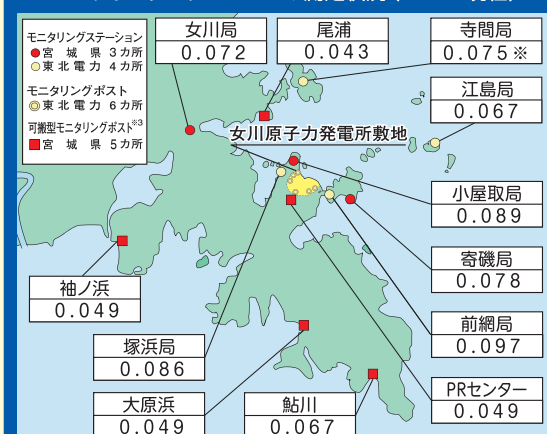 モニタリングステーション
宮城県 3カ所
東北電力 4カ所
モニタリングポスト
東北電力 6カ所
可搬型モニタリングポスト※3
宮城県 5カ所
女川局
0.072
尾浦
0.043
寺間局
0.075※
江島局
0.067
女川原子力発電所敷地
小屋取局
0.089
寄磯局
0.078
袖ノ浜
0.049
前網局
0.097
塚浜局
0.086
PRセンター
0.049
大原浜
0.049
鮎川
0.067